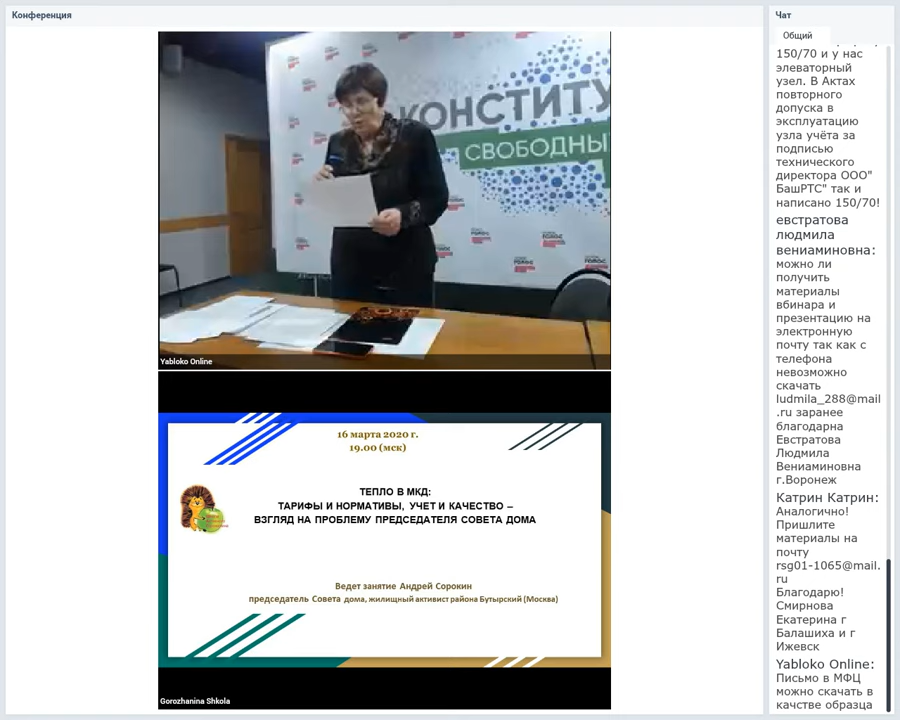 Конференция
КОНСТИТУ
СВОБОДНЫ
Yabloko Online
16 марта 2020 г.
19.00 (мск)
ТЕПЛО В МКД:
ТАРИФЫ И НОРМАТИВЫ, УЧЕТ И КАЧЕСТВО –
ВЗГЛЯД НА ПРОБЛЕМУ ПРЕДСЕДАТЕЛЯ СОВЕТА ДОМА
Ведет занятие Андрей Сорокин
председатель Совета дома, жилищный активист района Бутырский (Москва)
Gorozhanina Shkola
Чат
Общий
150/70 и у нас
элеваторный
узел. В Актах
повторного
допуска в
эксплуатацию
узла учёта за
подписью
технического
директора ООО"
БашРТС" так и
написано 150/70!
евстратова
людмила
вениаминовна:
можно ли
получить
материалы
вбинара и
презентацию на
электронную
почту так как с
телефона
невозможно
скачать
ludmila_288@mail
.ru заранее
благодарна
Евстратова
Людмила
Вениаминовна
г.Воронеж
Катрин Катрин:
Аналогично!
Пришлите
материалы на
почту
rsg01-1065@mail.
ru
Благодарю!
Смирнова
Екатерина г
Балашиха и г
Ижевск
Yabloko Online:
Письмо в МФЦ
можно скачать в
качстве образца